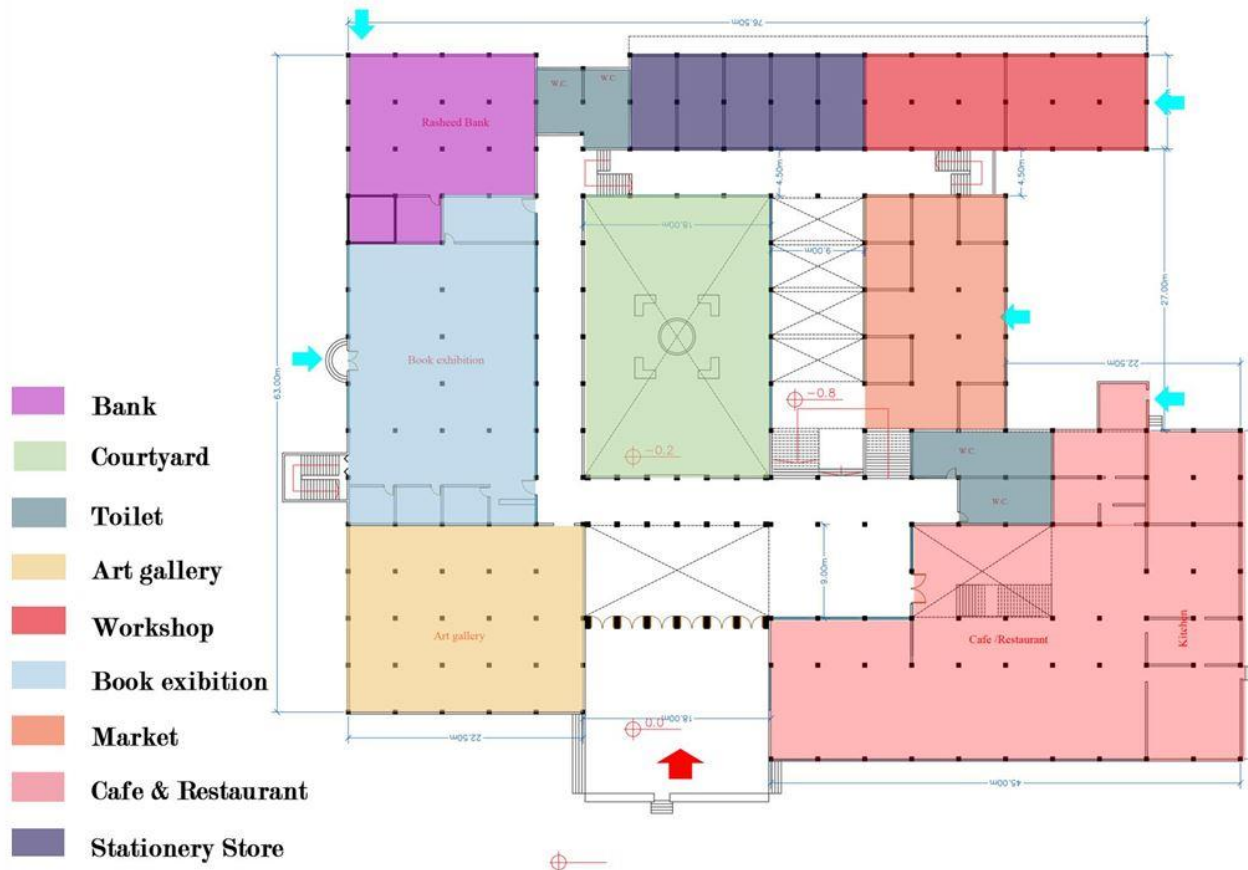 76.50m
W.C.
W.C
Rasheed Bank
4.50m
4.50m
18.00m
9.00m
27.00m
63.00m
Book exhibition
22.50m
-0.8
-0.2
W.C.
W.C
9.00m
Art gallery
Cafe /Restaurant
Kitchen
0.0
18.00m
22.50m
45.00m
Bank
Courtyard
Toilet
Art gallery
Workshop
Book exibition
Market
Cafe & Restaurant
Stationery Store